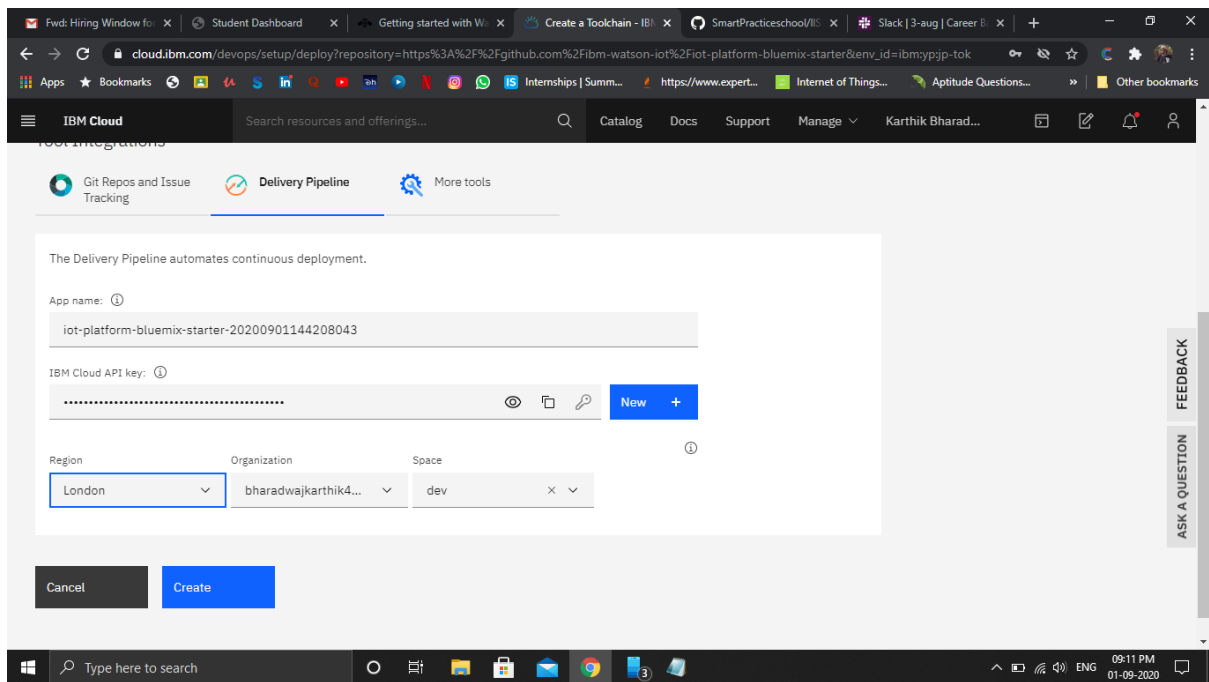 Fwd: Hiring Window for
Student Dashboard
Getting started with Wa
Create a Toolchain - IBM
SmartPracticeschool/IIS
Slack | 3-aug | Career B
cloud.ibm.com/devops/setup/deploy?repository=https%3A%2F%2Fgithub.com%2Fibm-watson-iot%2Fiot-platform-bluemix-starter&env_id=ibm:yp:jp-tok
Apps
Bookmarks
Internships | Summ...
https://www.expert...
Internet of Things...
Aptitude Questions...
»
Other bookmarks
IBM Cloud
Search resources and offerings...
Catalog
Docs
Support
Manage
Karthik Bharad...
Tool Integrations
Git Repos and Issue
Tracking
Delivery Pipeline
More tools
The Delivery Pipeline automates continuous deployment.
App name:
iot-platform-bluemix-starter-20200901144208043
IBM Cloud API key:
New +
Region
Organization
Space
London
bharadwajkarthik4...
dev
Cancel
Create
FEEDBACK
ASK A QUESTION
Type here to search
3
ENG
09:11 PM
01-09-2020